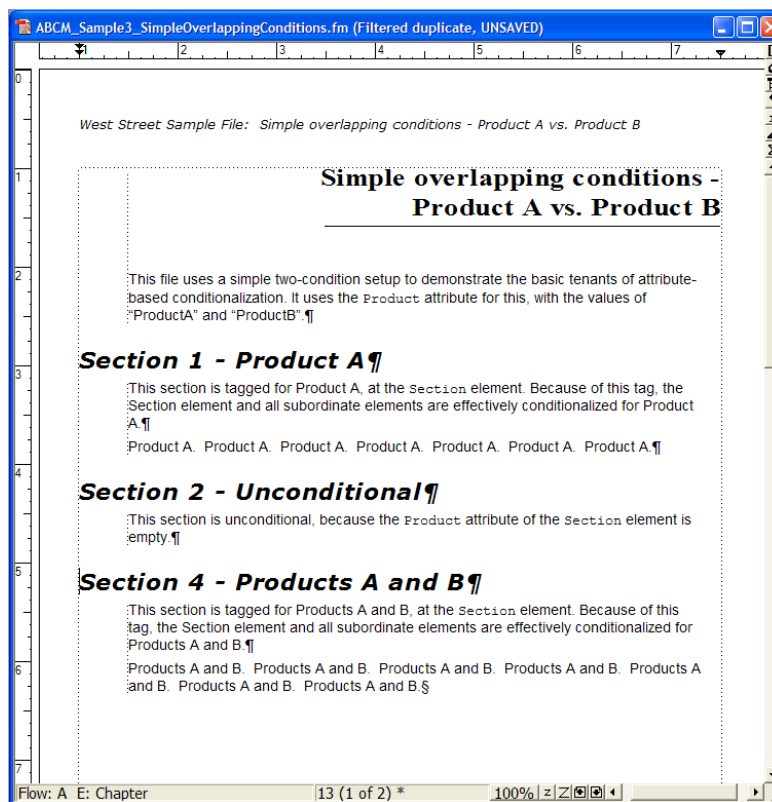 ABCM_Sample3_SimpleOverlappingConditions.fm (Filtered duplicate, UNSAVED)
1 2 3 4 5 6 7
0
West Street Sample File:  Simple overlapping conditions - Product A vs. Product B
1
Simple overlapping conditions -
Product A vs. Product B
2
This file uses a simple two-condition setup to demonstrate the basic tenants of attribute-
based conditionalization. It uses the Product attribute for this, with the values of
“ProductA” and “ProductB”.¶
Section 1 - Product A¶
3
This section is tagged for Product A, at the Section element. Because of this tag, the
Section element and all subordinate elements are effectively conditionalized for Product
A.¶
Product A.  Product A.  Product A.  Product A.  Product A.  Product A.  Product A.¶
4
Section 2 - Unconditional¶
This section is unconditional, because the Product attribute of the Section element is
empty.¶
5
Section 4 - Products A and B¶
This section is tagged for Products A and B, at the Section element. Because of this
tag, the Section element and all subordinate elements are effectively conditionalized for
Products A and B.¶
6
Products A and B.  Products A and B.  Products A and B.  Products A and B.  Products A
and B.  Products A and B.  Products A and B.§
7
Flow: A  E: Chapter 13 (1 of 2) * 100% z Z